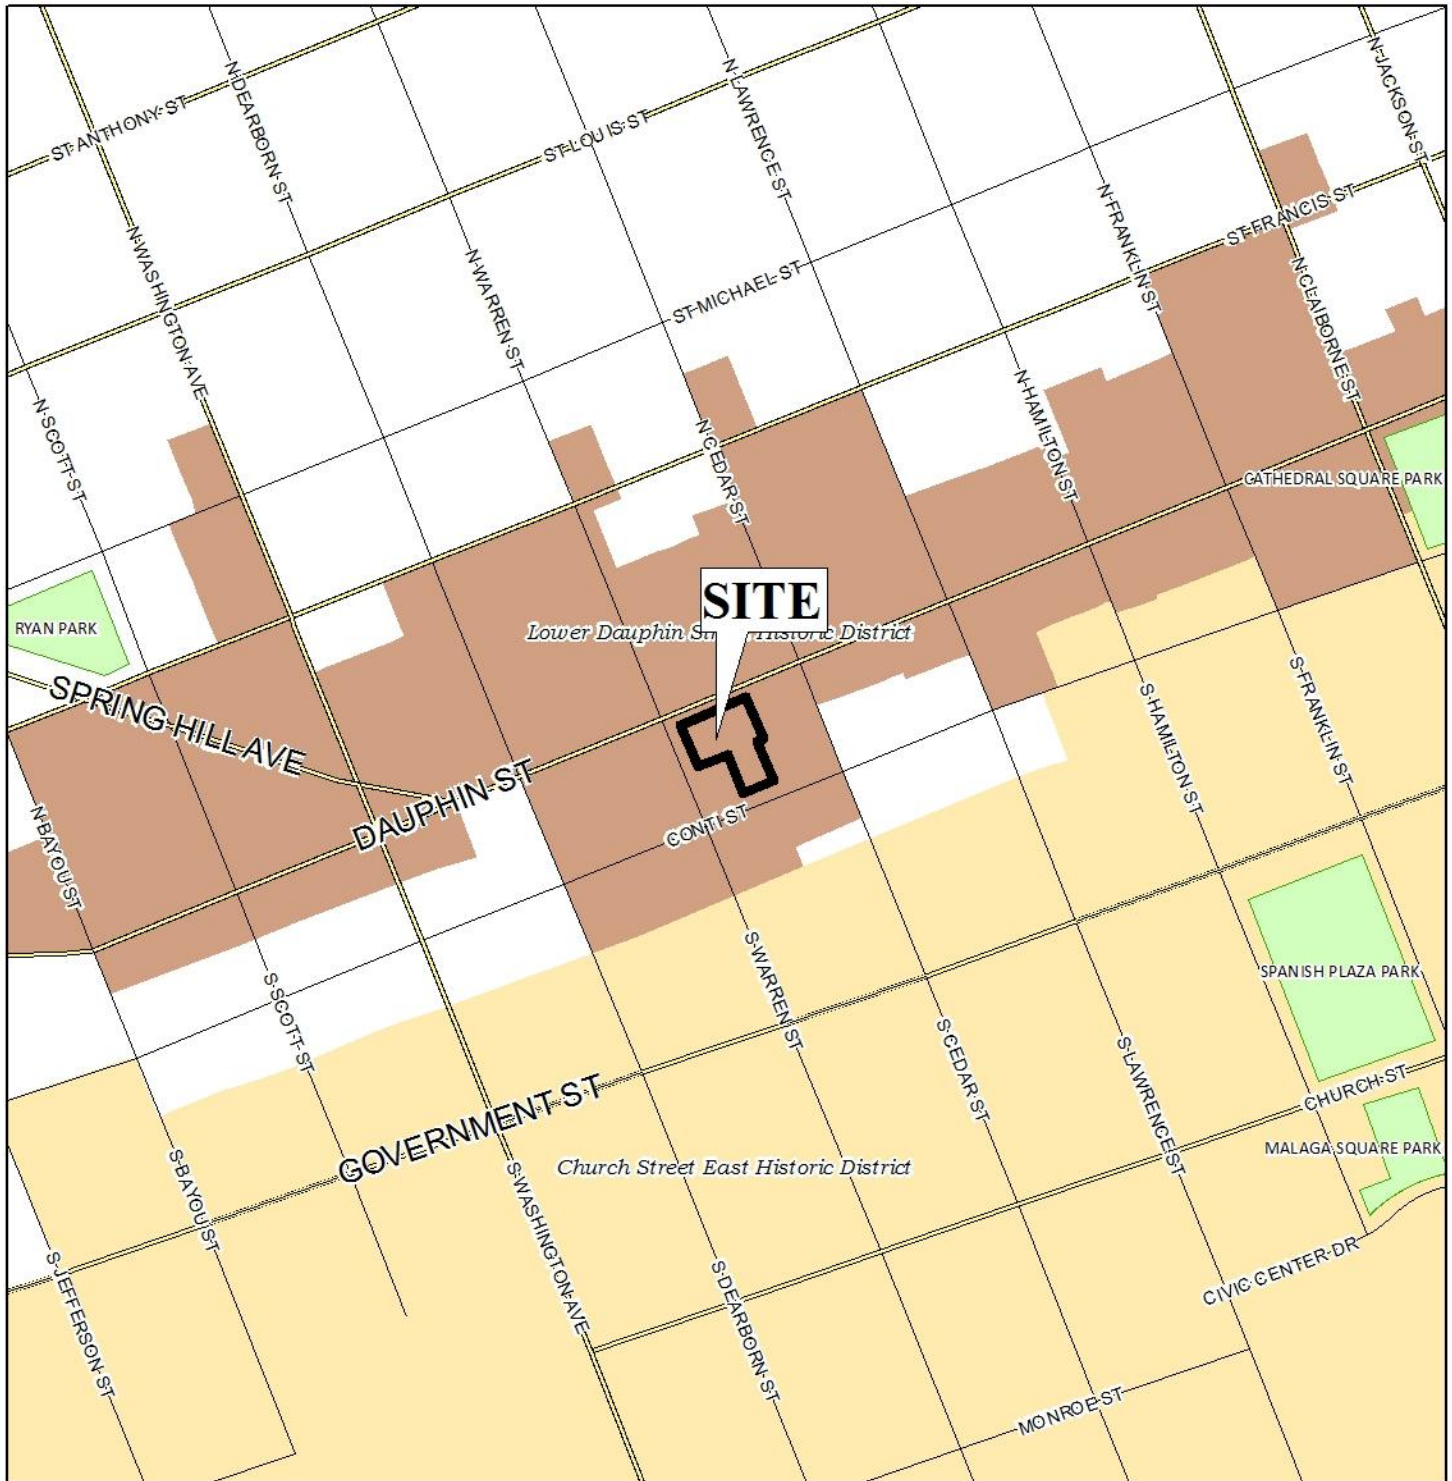 N JACKSON ST
N DEARBORN ST
N LAWRENCE ST
ST ANTHONY ST
ST LOUIS ST
N FRANKLIN ST
ST FRANCIS ST
N WASHINGTON AVE
N WARREN ST
ST MICHAEL ST
N CLAIBORNE ST
N HAMILTON ST
N SCOTT ST
N CEDAR ST
CATHEDRAL SQUARE PARK
SITE
RYAN PARK
Lower Dauphin St Historic District
SPRING HILL AVE
S FRANKLIN ST
S HAMILTON ST
DAUPHIN ST
N BAYOU ST
CONTI ST
S WARREN ST
SPANISH PLAZA PARK
S SCOTT ST
S CEDAR ST
S LAWRENCE ST
CHURCH ST
GOVERNMENT ST
MALAGA SQUARE PARK
Church Street East Historic District
S BAYOU ST
S WASHINGTON AVE
CIVIC CENTER DR
S JEFFERSON ST
S DEARBORN ST
MONROE ST